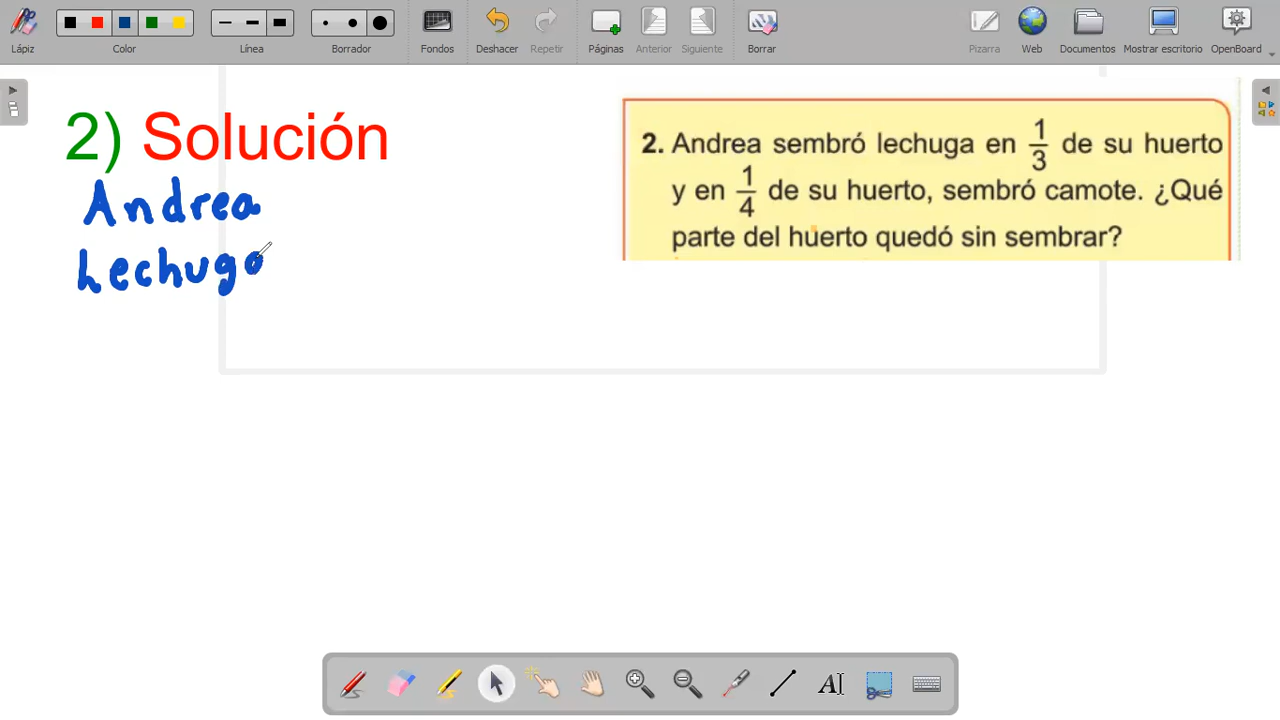 Lápiz
Color
Línea
Borrador
Fondos
Deshacer
Repetir
Páginas
Anterior
Siguiente
Borrar
Pizarra
Web
Documentos
Mostrar escritorio
OpenBoard
2) Solución
Andrea
Lechuga
2. Andrea sembró lechuga en 1/3 de su huerto
y en 1/4 de su huerto, sembró camote. ¿Qué
parte del huerto quedó sin sembrar?
AI